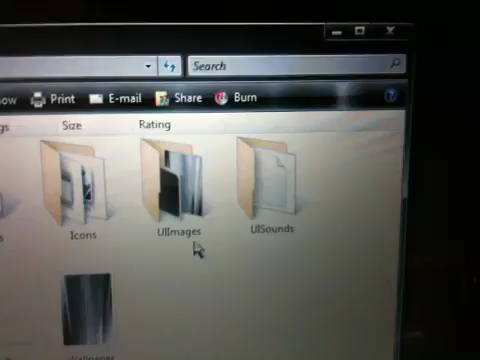 Search
Print E-mail Share Burn
Size Rating
Icons UIImages UISounds